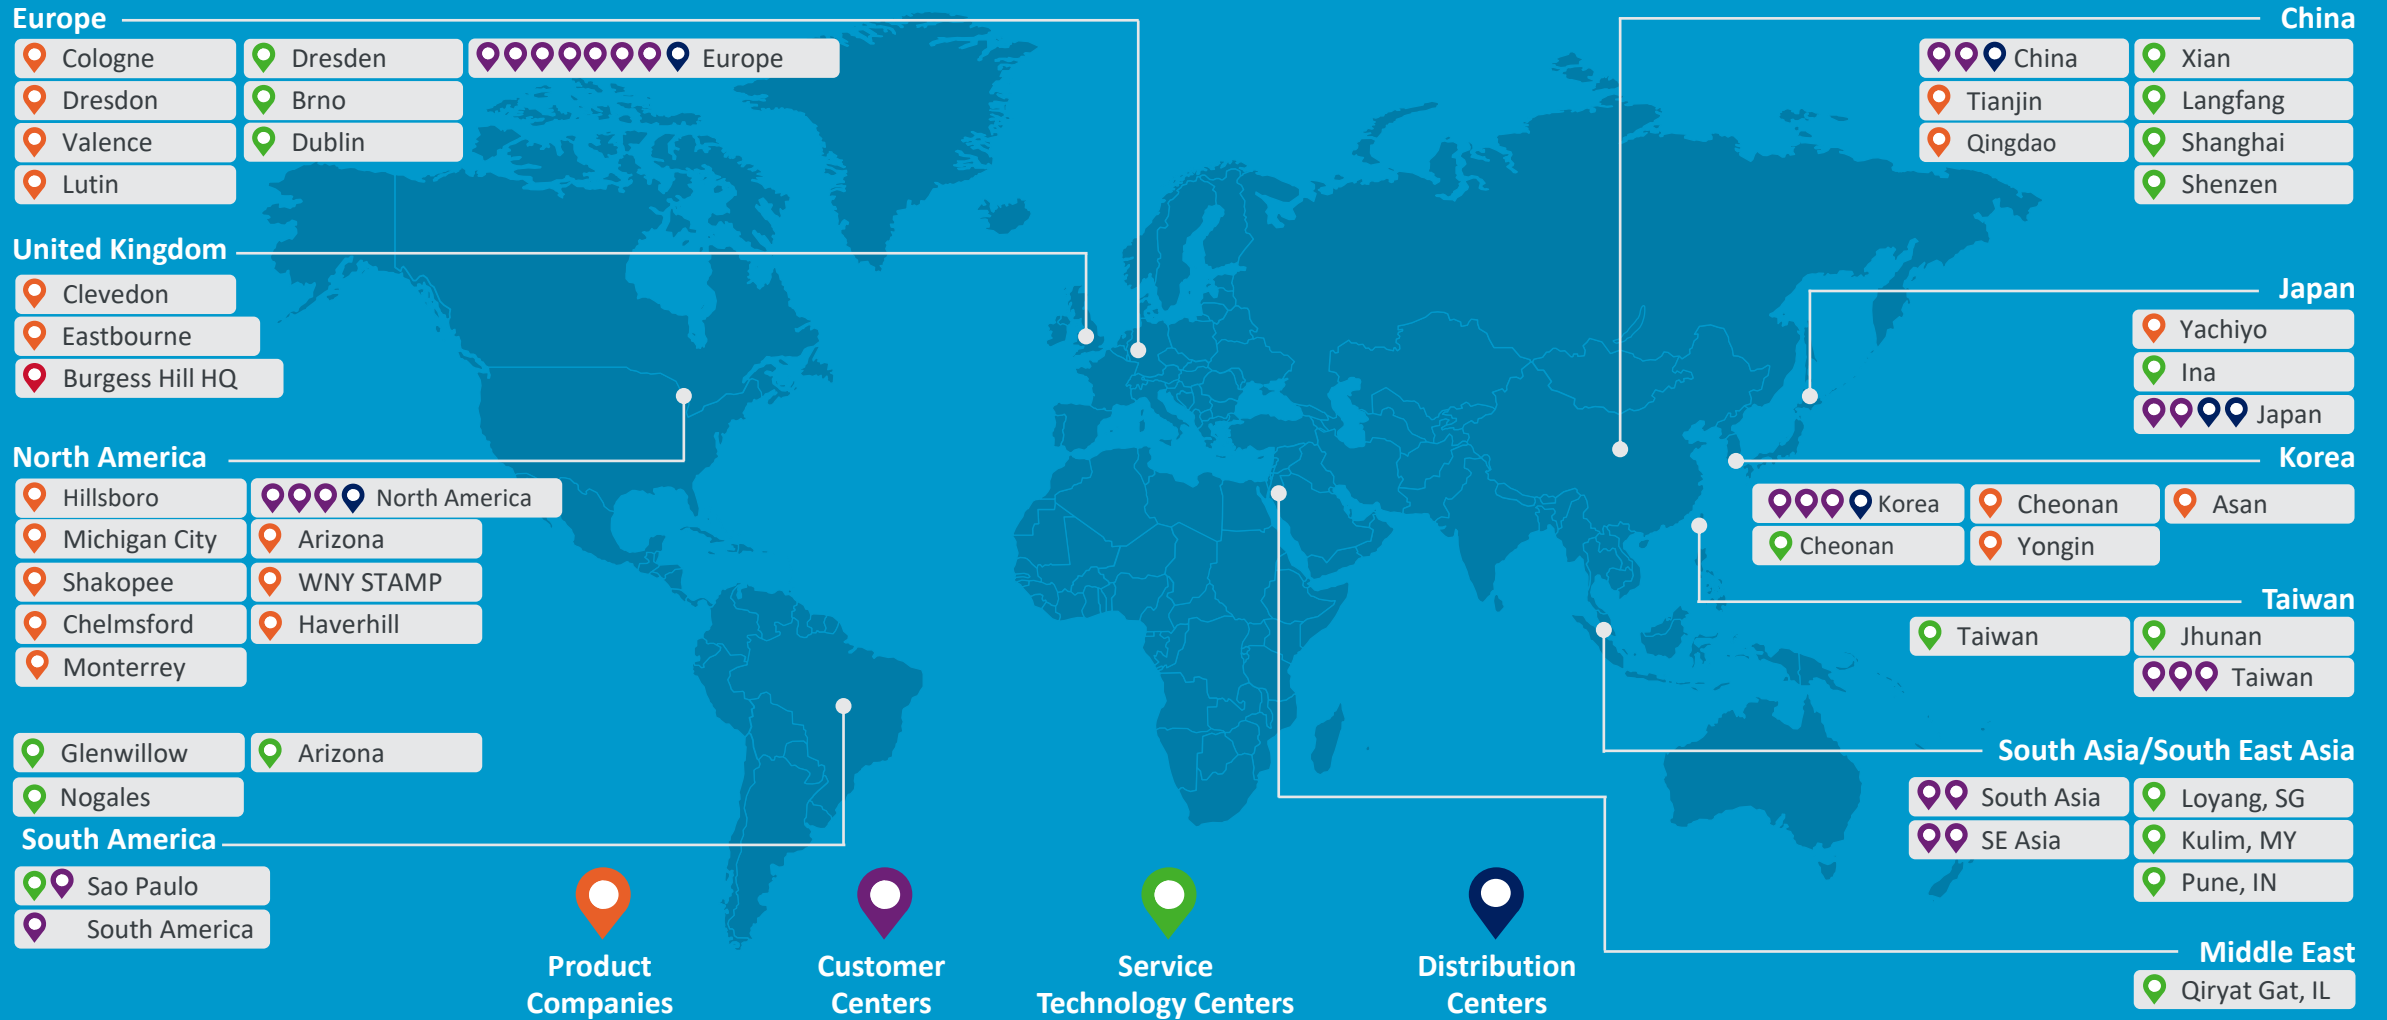 Europe
Cologne
Dresden
Europe
Dresdon
Brno
Valence
Dublin
Lutin
United Kingdom
Clevedon
Eastbourne
Burgess Hill HQ
North America
Hillsboro
North America
Michigan City
Arizona
Shakopee
WNY STAMP
Chelmsford
Haverhill
Monterrey
Glenwillow
Arizona
Nogales
South America
Sao Paulo
South America
China
China
Xian
Tianjin
Langfang
Qingdao
Shanghai
Shenzen
Japan
Yachiyo
Ina
Japan
Korea
Korea
Cheonan
Asan
Cheonan
Yongin
Taiwan
Taiwan
Jhunan
Taiwan
South Asia/South East Asia
South Asia
Loyang, SG
SE Asia
Kulim, MY
Pune, IN
Middle East
Qiryat Gat, IL
Product
Companies
Customer
Centers
Service
Technology Centers
Distribution
Centers